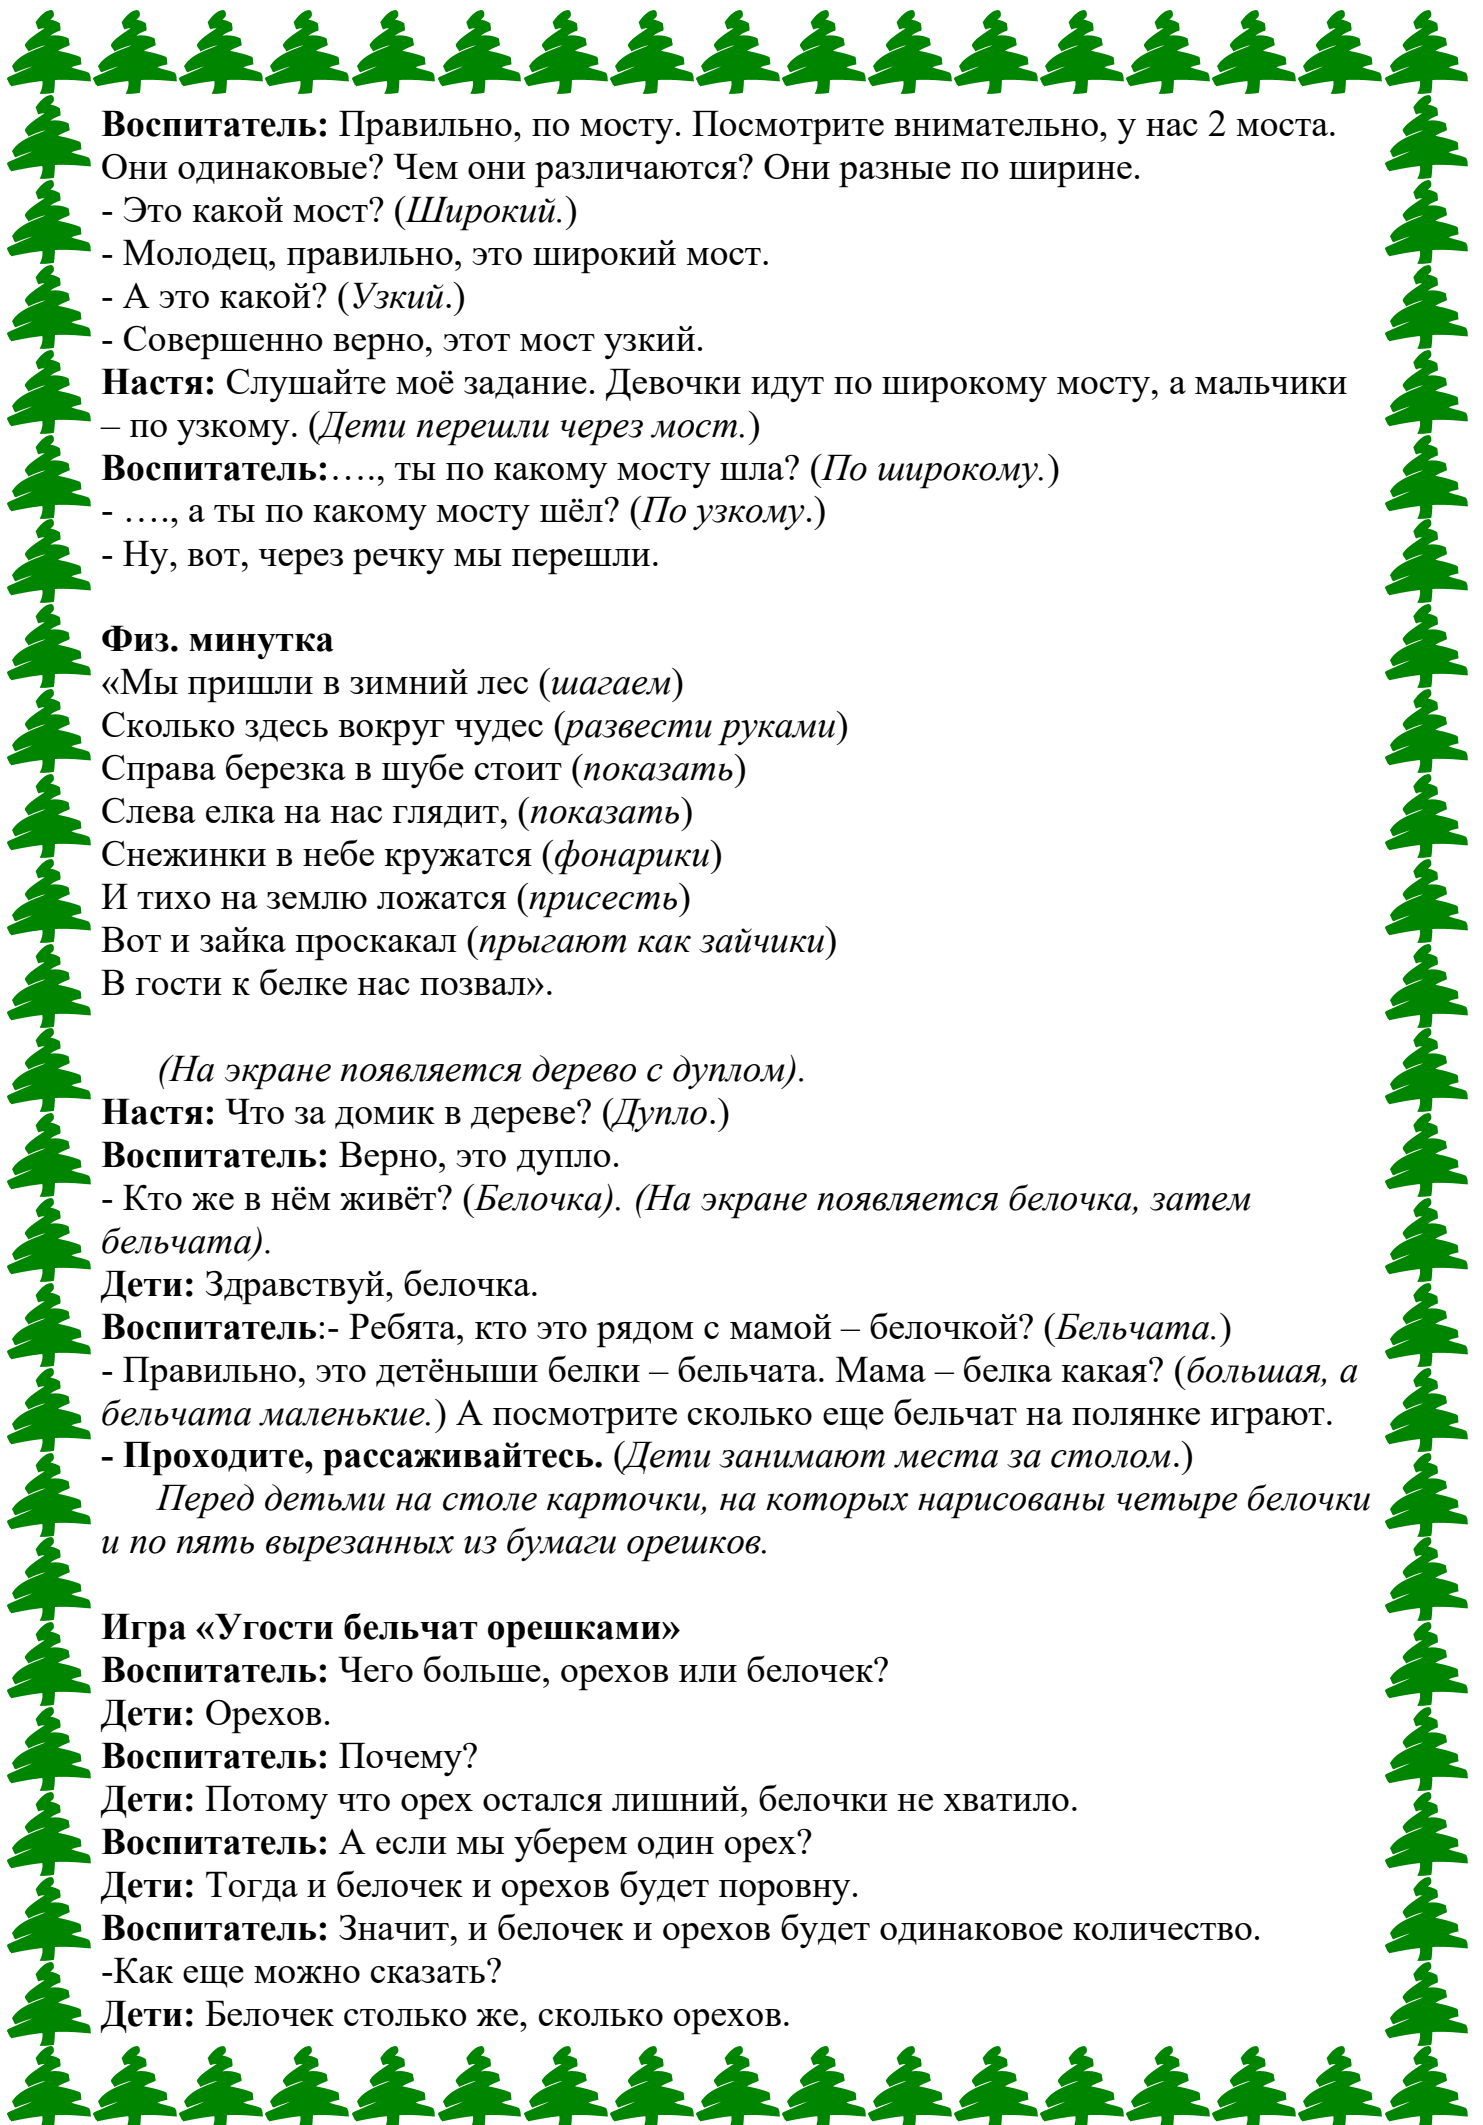 Воспитатель: Правильно, по мосту. Посмотрите внимательно, у нас 2 моста.
Они одинаковые? Чем они различаются? Они разные по ширине.
- Это какой мост? (Широкий.)
- Молодец, правильно, это широкий мост.
- А это какой? (Узкий.)
- Совершенно верно, этот мост узкий.
Настя: Слушайте моё задание. Девочки идут по широкому мосту, а мальчики
– по узкому. (Дети перешли через мост.)
Воспитатель:…., ты по какому мосту шла? (По широкому.)
- …., а ты по какому мосту шёл? (По узкому.)
- Ну, вот, через речку мы перешли.
Физ. минутка
«Мы пришли в зимний лес (шагаем)
Сколько здесь вокруг чудес (развести руками)
Справа березка в шубе стоит (показать)
Слева елка на нас глядит, (показать)
Снежинки в небе кружатся (фонарики)
И тихо на землю ложатся (присесть)
Вот и зайка проскакал (прыгают как зайчики)
В гости к белке нас позвал».
(На экране появляется дерево с дуплом).
Настя: Что за домик в дереве? (Дупло.)
Воспитатель: Верно, это дупло.
- Кто же в нём живёт? (Белочка). (На экране появляется белочка, затем
бельчата).
Дети: Здравствуй, белочка.
Воспитатель:- Ребята, кто это рядом с мамой – белочкой? (Бельчата.)
- Правильно, это детёныши белки – бельчата. Мама – белка какая? (большая, а
бельчата маленькие.) А посмотрите сколько еще бельчат на полянке играют.
- Проходите, рассаживайтесь. (Дети занимают места за столом.)
Перед детьми на столе карточки, на которых нарисованы четыре белочки
и по пять вырезанных из бумаги орешков.
Игра «Угости бельчат орешками»
Воспитатель: Чего больше, орехов или белочек?
Дети: Орехов.
Воспитатель: Почему?
Дети: Потому что орех остался лишний, белочки не хватило.
Воспитатель: А если мы уберем один орех?
Дети: Тогда и белочек и орехов будет поровну.
Воспитатель: Значит, и белочек и орехов будет одинаковое количество.
-Как еще можно сказать?
Дети: Белочек столько же, сколько орехов.